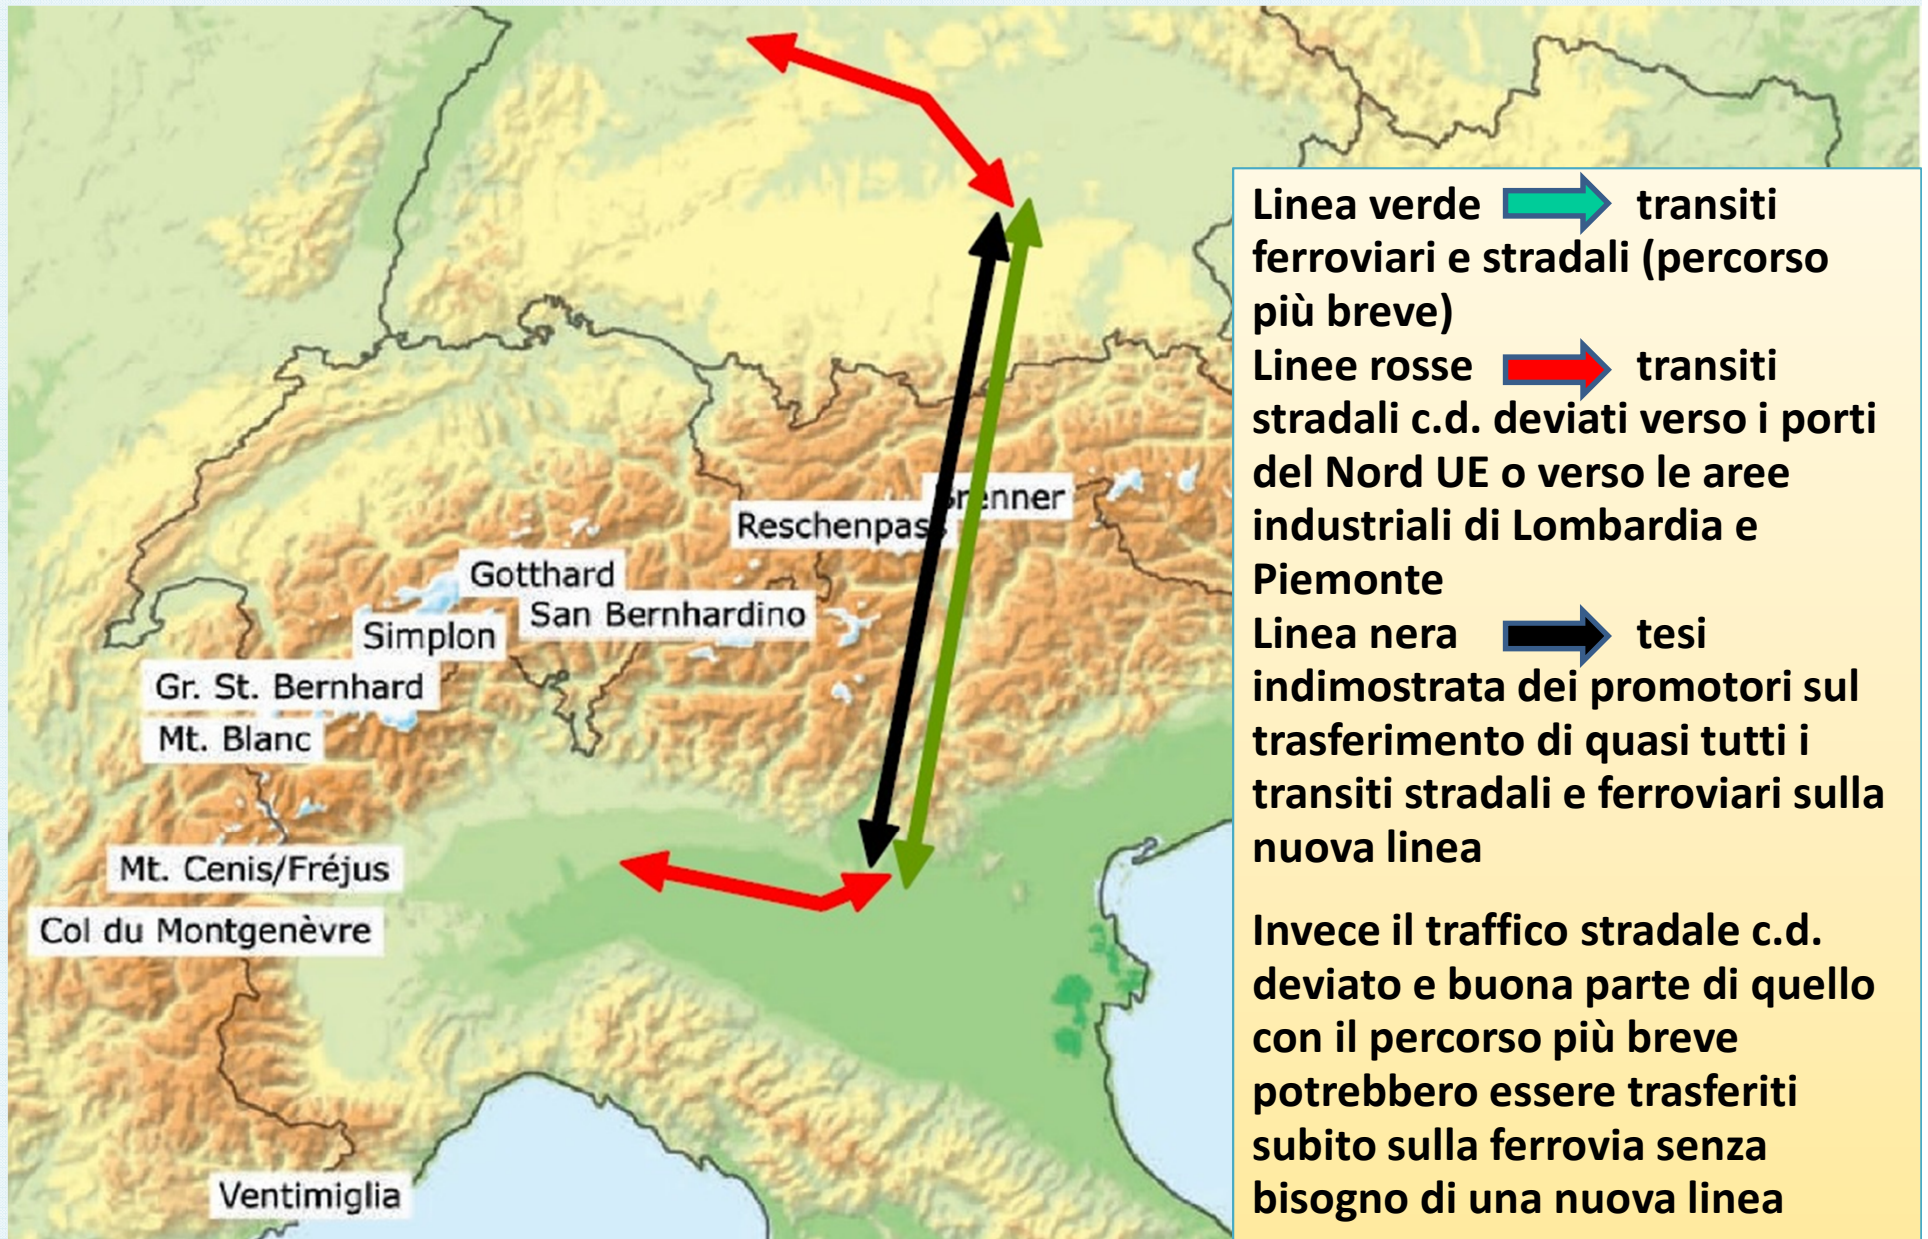 Brenner
Reschenpass
Gotthard
San Bernhardino
Simplon
Gr. St. Bernhard
Mt. Blanc
Mt. Cenis/Fréjus
Col du Montgenèvre
Ventimiglia
Linea verde transiti
ferroviari e stradali (percorso
più breve)
Linee rosse transiti
stradali c.d. deviati verso i porti
del Nord UE o verso le aree
industriali di Lombardia e
Piemonte
Linea nera tesi
indimostrata dei promotori sul
trasferimento di quasi tutti i
transiti stradali e ferroviari sulla
nuova linea
Invece il traffico stradale c.d.
deviato e buona parte di quello
con il percorso più breve
potrebbero essere trasferiti
subito sulla ferrovia senza
bisogno di una nuova linea